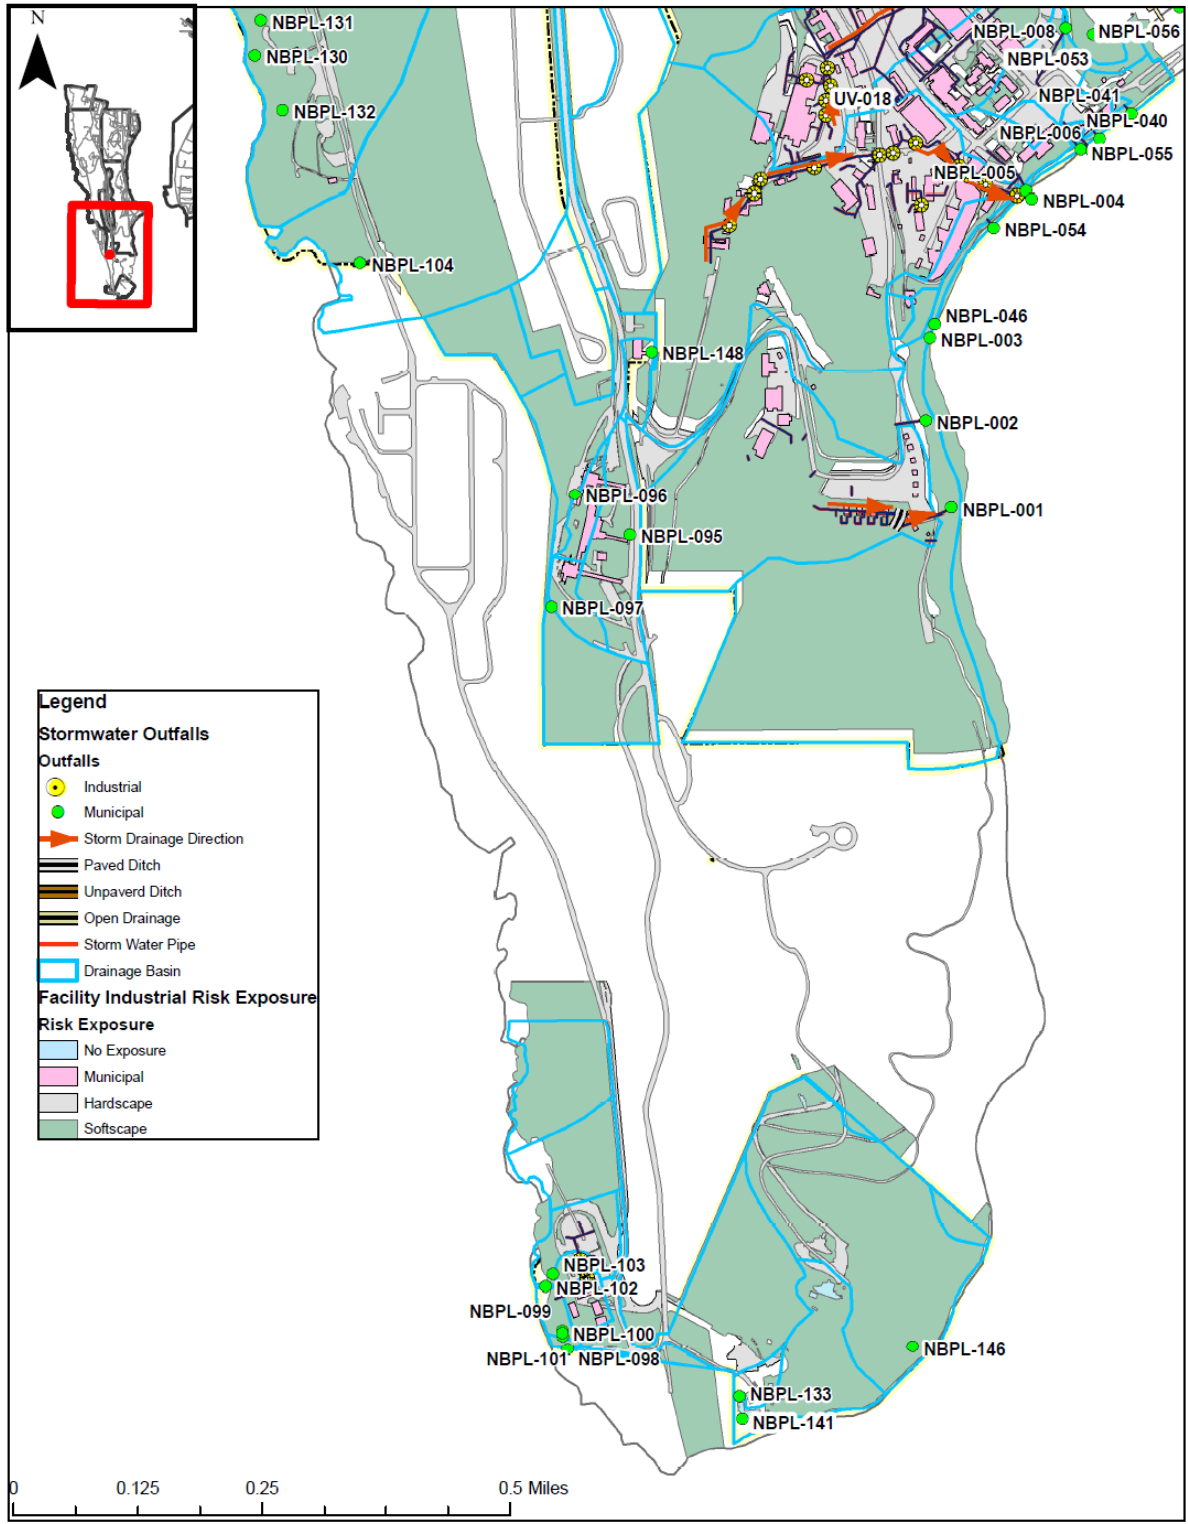 N
NBPL-131
NBPL-130
NBPL-132
NBPL-104
NBPL-008
NBPL-056
NBPL-053
UV-018
NBPL-041
NBPL-040
NBPL-006
NBPL-055
NBPL-005
NBPL-004
NBPL-054
NBPL-046
NBPL-003
NBPL-148
NBPL-002
NBPL-096
NBPL-001
NBPL-095
NBPL-097
Legend
Stormwater Outfalls
Outfalls
Industrial
Municipal
Storm Drainage Direction
Paved Ditch
Unpaverd Ditch
Open Drainage
Storm Water Pipe
Drainage Basin
Facility Industrial Risk Exposure
Risk Exposure
No Exposure
Municipal
Hardscape
Softscape
NBPL-103
NBPL-102
NBPL-099
NBPL-100
NBPL-101
NBPL-098
NBPL-146
NBPL-133
NBPL-141
0 0.125 0.25 0.5 Miles